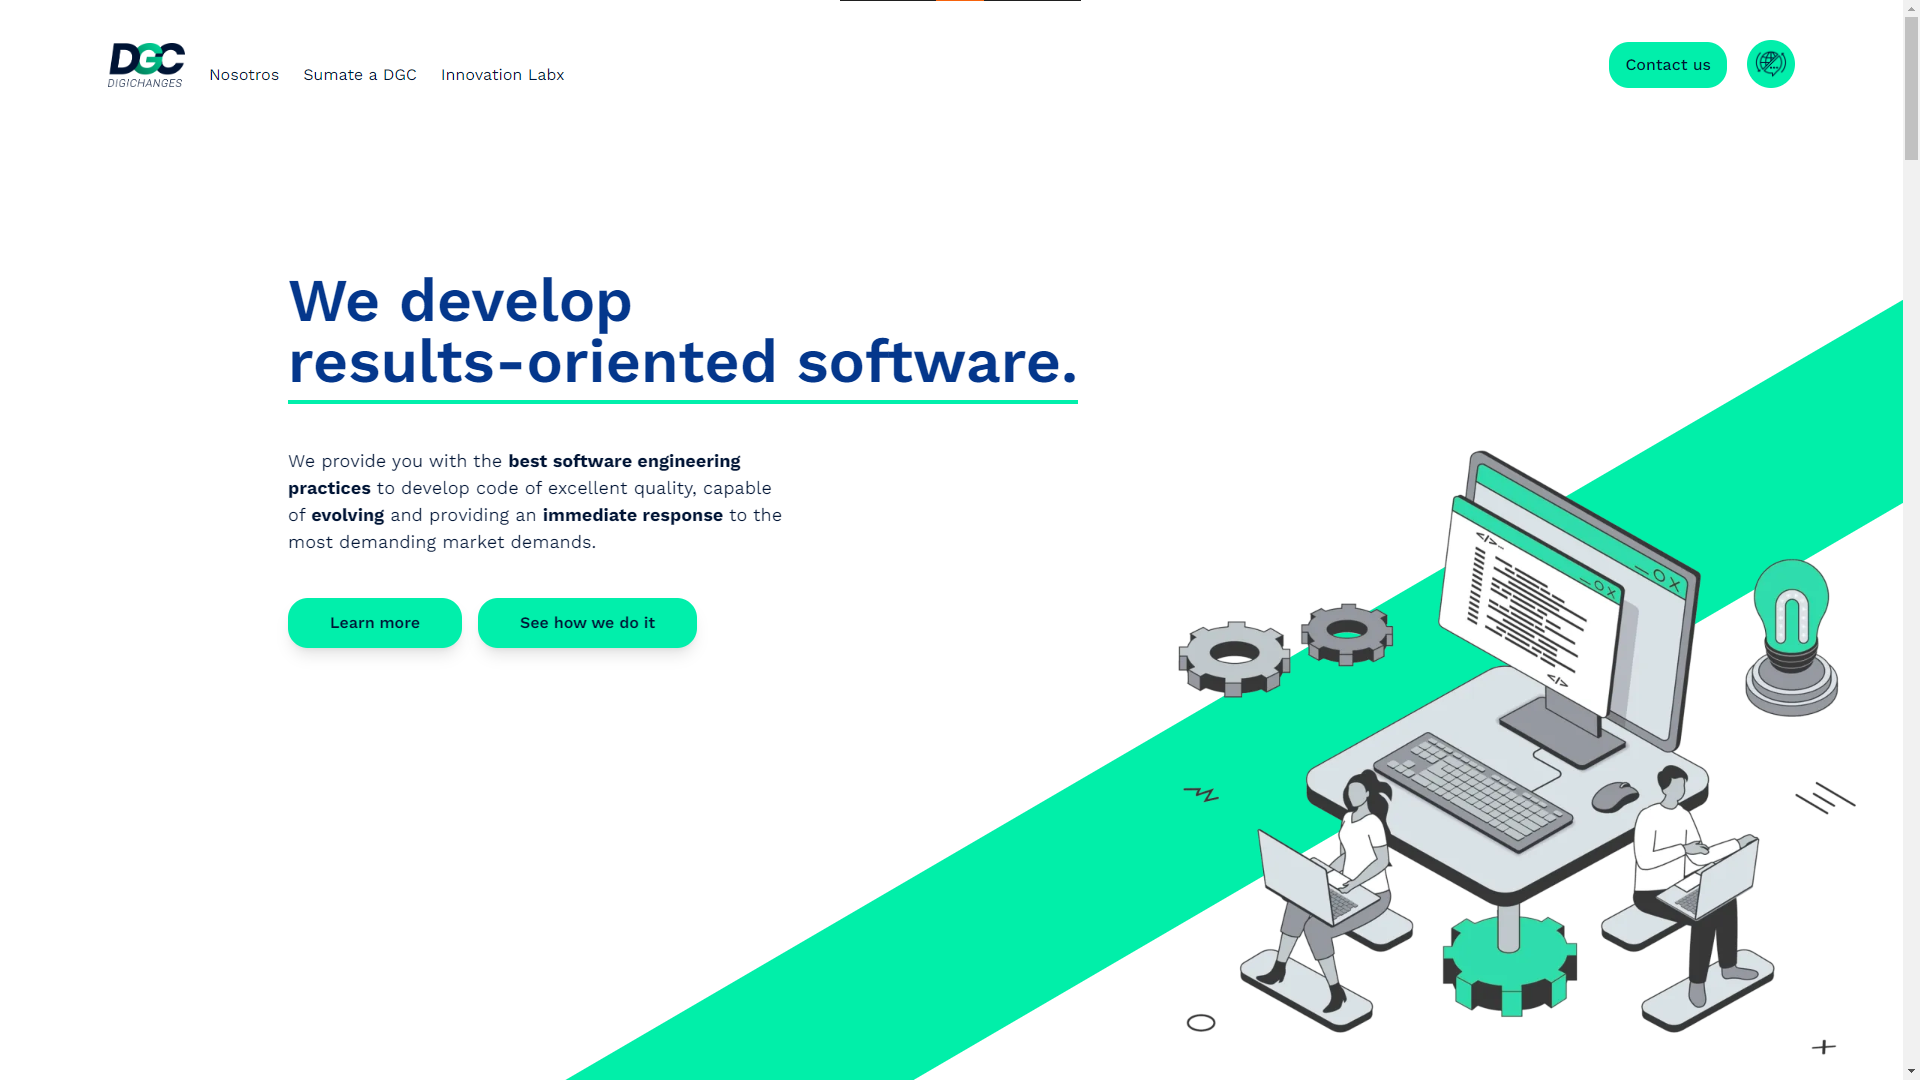 DGC
DIGICHANGES
Nosotros
Sumate a DGC
Innovation Labx
Contact us
We develop
results-oriented software.
We provide you with the best software engineering
practices to develop code of excellent quality, capable
of evolving and providing an immediate response to the
most demanding market demands.
Learn more
See how we do it